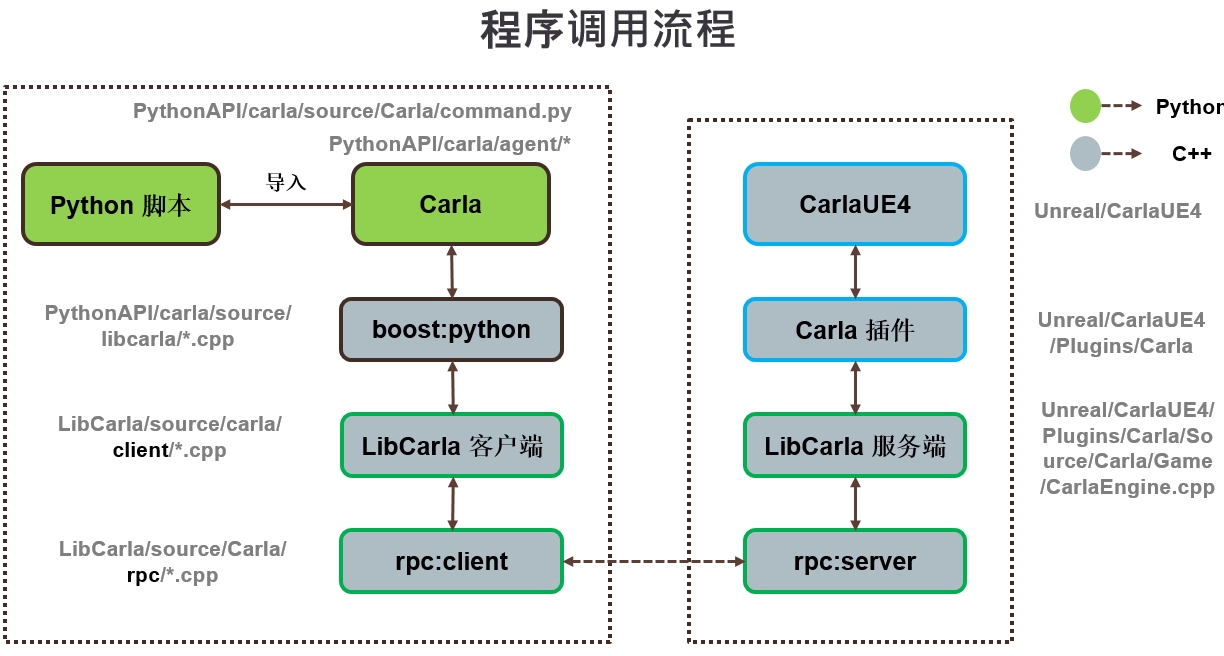 程序调用流程
PythonAPI/carla/source/Carla/command.py
PythonAPI/carla/agent/*
Python 脚本
导入
Carla
PythonAPI/carla/source/
libcarla/*.cpp
boost:python
LibCarla/source/carla/
client/*.cpp
LibCarla 客户端
LibCarla/source/Carla/
rpc/*.cpp
rpc:client
CarlaUE4
Carla 插件
LibCarla 服务端
rpc:server
Python
C++
Unreal/CarlaUE4
Unreal/CarlaUE4
/Plugins/Carla
Unreal/CarlaUE4/
Plugins/Carla/So
urce/Carla/Game
/CarlaEngine.cpp